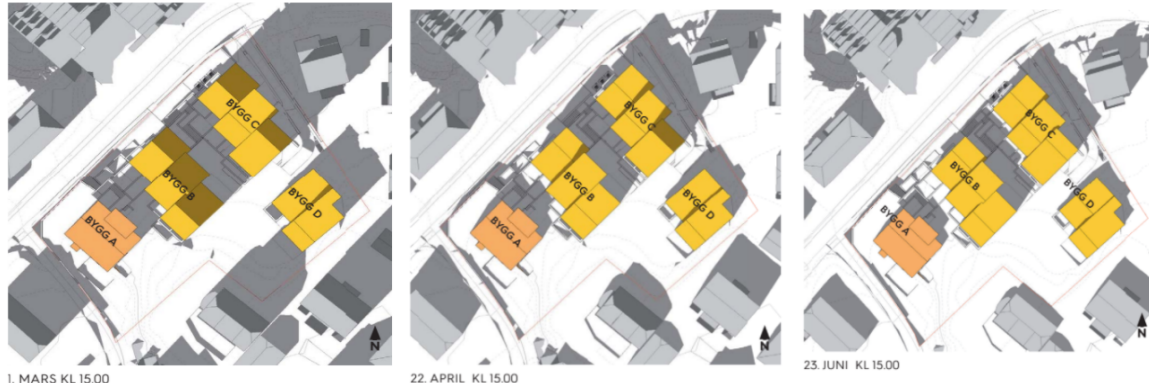 BYGG C
BYGG B
BYGG D
BYGG A
N
1. MARS KL 15.00
BYGG C
BYGG B
BYGG D
BYGG A
N
22. APRIL KL 15.00
BYGG C
BYGG B
BYGG D
BYGG A
N
23. JUNI KL 15.00